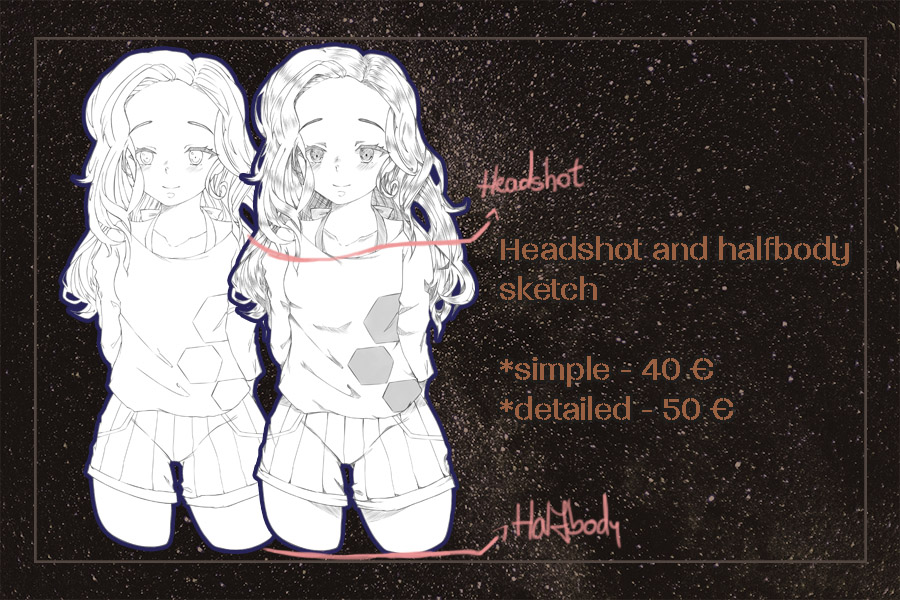 Headshot
Headshot and halfbody
sketch
*simple - 40 €
*detailed - 50 €
Halfbody